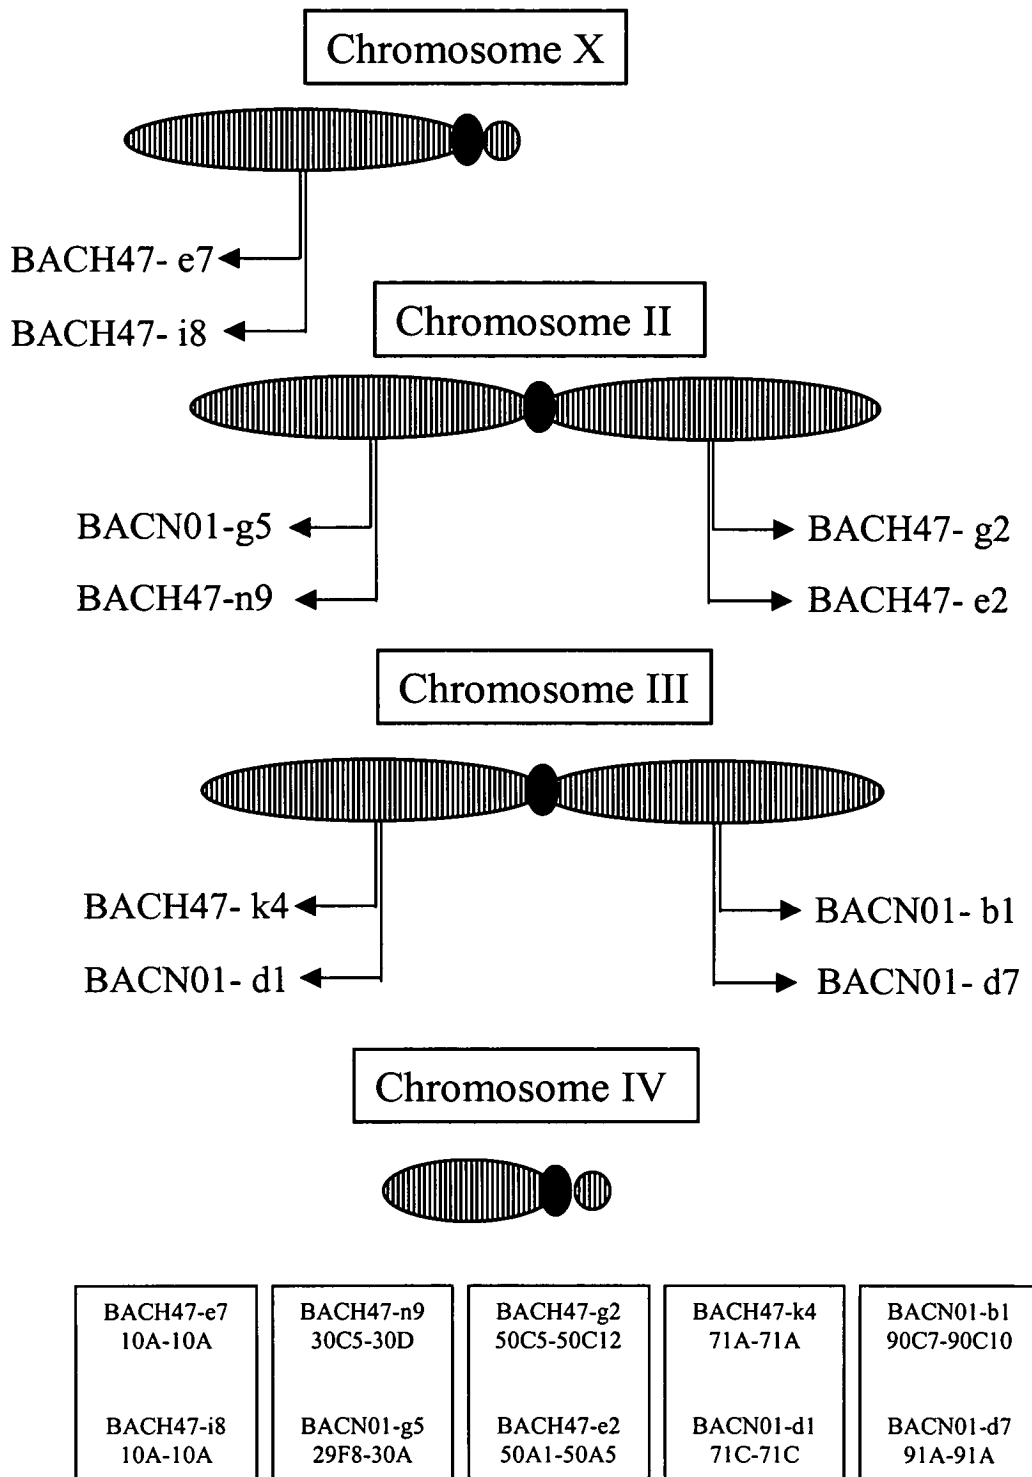 Chromosome X
BACH47- e7
BACH47- i8
Chromosome II
BACN01-g5
BACH47-n9
BACH47- g2
BACH47- e2
Chromosome III
BACH47- k4
BACN01- d1
BACN01- b1
BACN01- d7
Chromosome IV
BACH47-e7
10A-10A
BACH47-i8
10A-10A
BACH47-n9
30C5-30D
BACN01-g5
29F8-30A
BACH47-g2
50C5-50C12
BACH47-e2
50A1-50A5
BACH47-k4
71A-71A
BACN01-d1
71C-71C
BACN01-b1
90C7-90C10
BACN01-d7
91A-91A